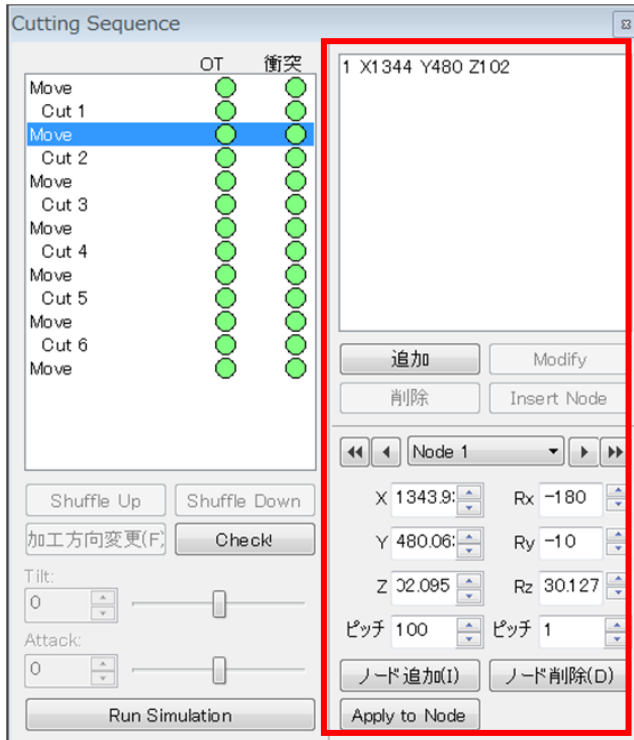 Cutting Sequence
OT 衝突
Move
Cut 1
Move
Cut 2
Move
Cut 3
Move
Cut 4
Move
Cut 5
Move
Cut 6
Move
Shuffle Up Shuffle Down
加工方向変更(F) Check!
Tilt:
0
Attack:
0
Run Simulation
1 X1344 Y480 Z102
追加 Modify
削除 Insert Node
Node 1
X 1343.9 Rx -180
Y 480.06 Ry -10
Z 02.095 Rz 30.127
ピッチ 100 ピッチ 1
ノード追加(I) ノード削除(D)
Apply to Node